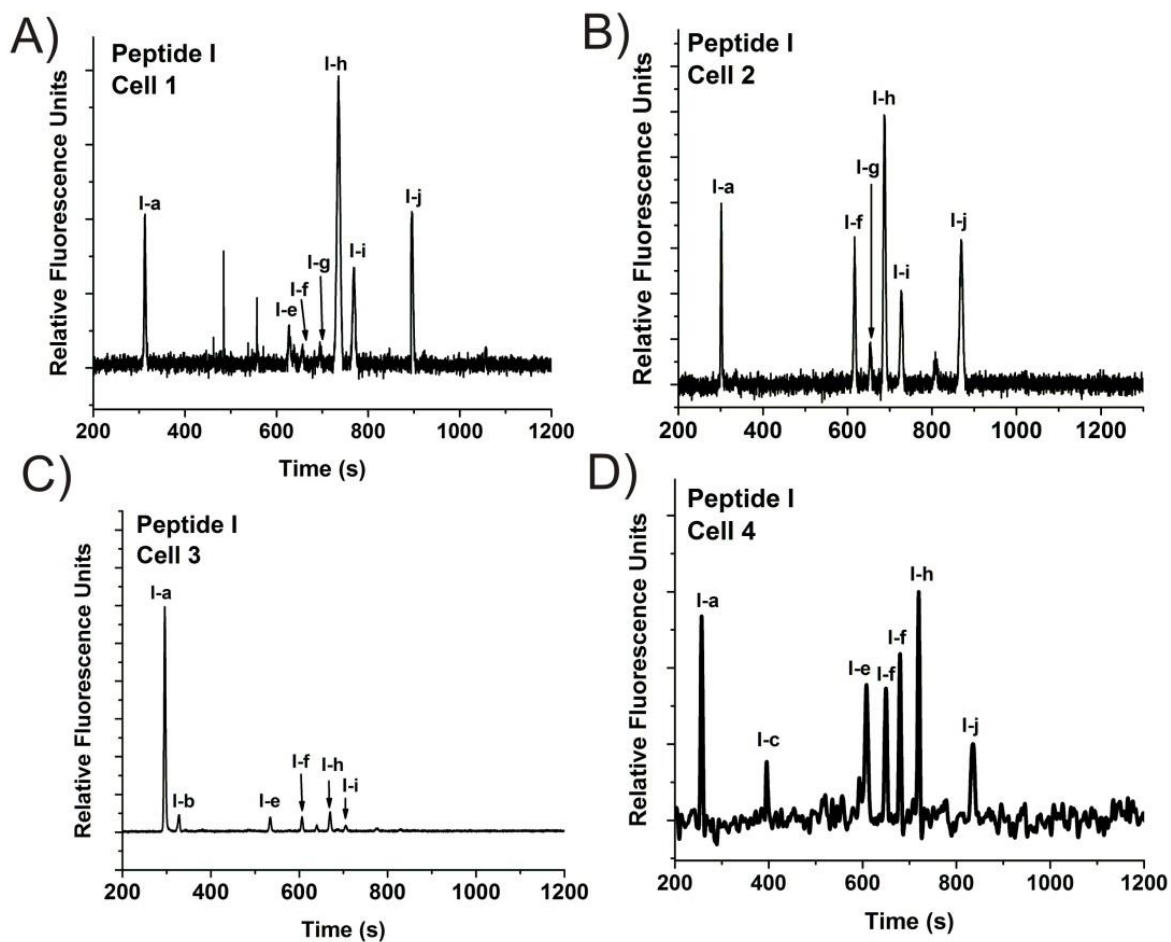 A)
Peptide I
Cell 1
I-a
I-e
I-f
I-g
I-h
I-i
I-j
Relative Fluorescence Units
200 400 600 800 1000 1200
Time (s)
B)
Peptide I
Cell 2
I-a
I-f
I-g
I-h
I-i
I-j
Relative Fluorescence Units
200 400 600 800 1000 1200
Time (s)
C)
Peptide I
Cell 3
I-a
I-b
I-e
I-f
I-h
I-i
Relative Fluorescence Units
200 400 600 800 1000 1200
Time (s)
D)
Peptide I
Cell 4
I-a
I-c
I-e
I-f
I-f
I-h
I-j
Relative Fluorescence Units
200 400 600 800 1000 1200
Time (s)